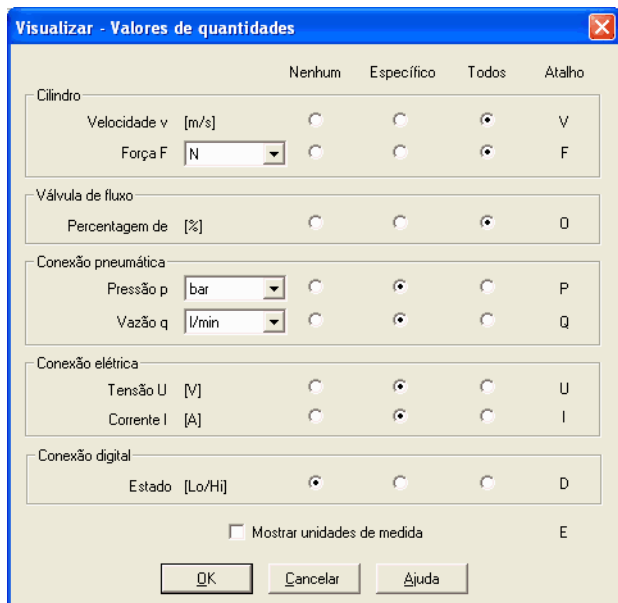 Visualizar - Valores de quantidades
Nenhum Específico Todos Atalho
Cilindro
Velocidade v [m/s] V
Força F N F
Válvula de fluxo
Percentagem de [%] O
Conexão pneumática
Pressão p bar P
Vazão q l/min Q
Conexão elétrica
Tensão U [V] U
Corrente I [A] I
Conexão digital
Estado [Lo/Hi] D
Mostrar unidades de medida E
OK Cancelar Ajuda